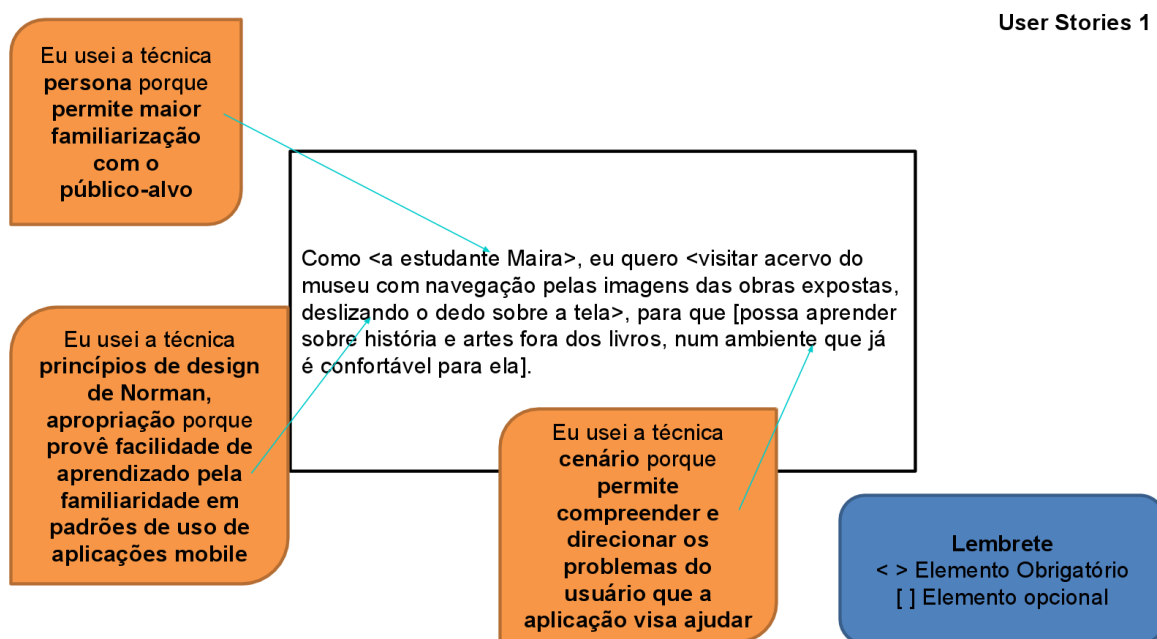 User Stories 1
Eu usei a técnica
persona porque
permite maior
familiarização
com o
público-alvo
Como <a estudante Maira>, eu quero <visitar acervo do
museu com navegação pelas imagens das obras expostas,
deslizando o dedo sobre a tela>, para que [possa aprender
sobre história e artes fora dos livros, num ambiente que já
é confortável para ela].
Eu usei a técnica
princípios de design
de Norman,
apropriação porque
provê facilidade de
aprendizado pela
familiaridade em
padrões de uso de
aplicações mobile
Eu usei a técnica
cenário porque
permite
compreender e
direcionar os
problemas do
usuário que a
aplicação visa ajudar
Lembrete
< > Elemento Obrigatório
[ ] Elemento opcional